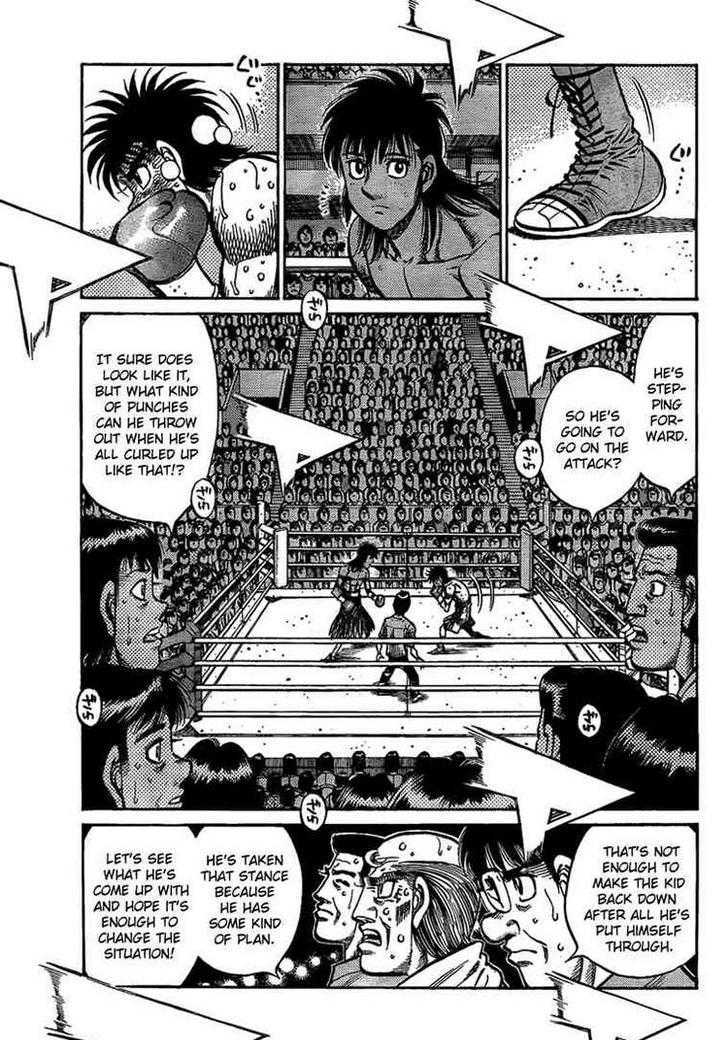 ぐ
ぐ
HE'S
STEP-
PING
FOR-
WARD.
SO HE'S
GOING TO
GO ON THE
ATTACK?
IT SURE DOES
LOOK LIKE IT,
BUT WHAT KIND
OF PUNCHES
CAN HE THROW
OUT WHEN HE'S
ALL CURLED UP
LIKE THAT!?
THAT'S NOT
ENOUGH TO
MAKE THE KID
BACK DOWN
AFTER ALL HE'S
PUT HIMSELF
THROUGH.
HE'S TAKEN
THAT STANCE
BECAUSE
HE HAS
SOME KIND
OF PLAN.
LET'S SEE
WHAT HE'S
COME UP WITH
AND HOPE IT'S
ENOUGH TO
CHANGE THE
SITUATION!